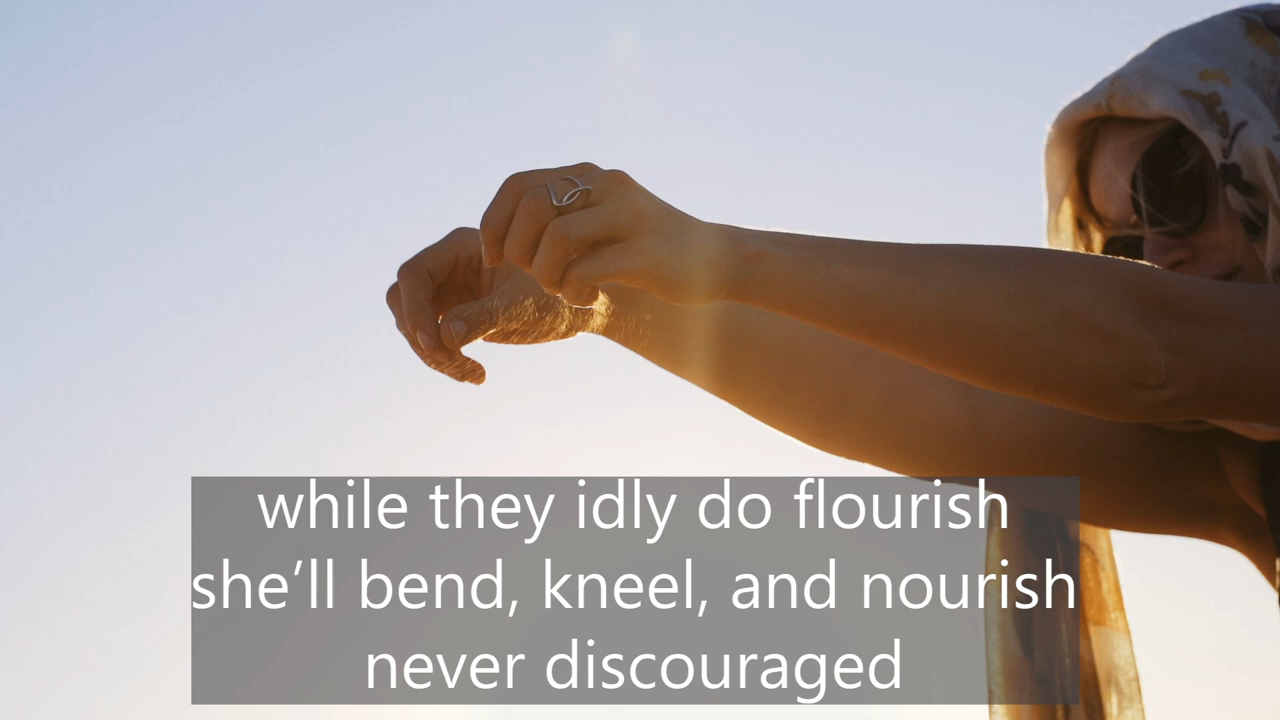 while they idly do flourish
she’ll bend, kneel, and nourish
never discouraged